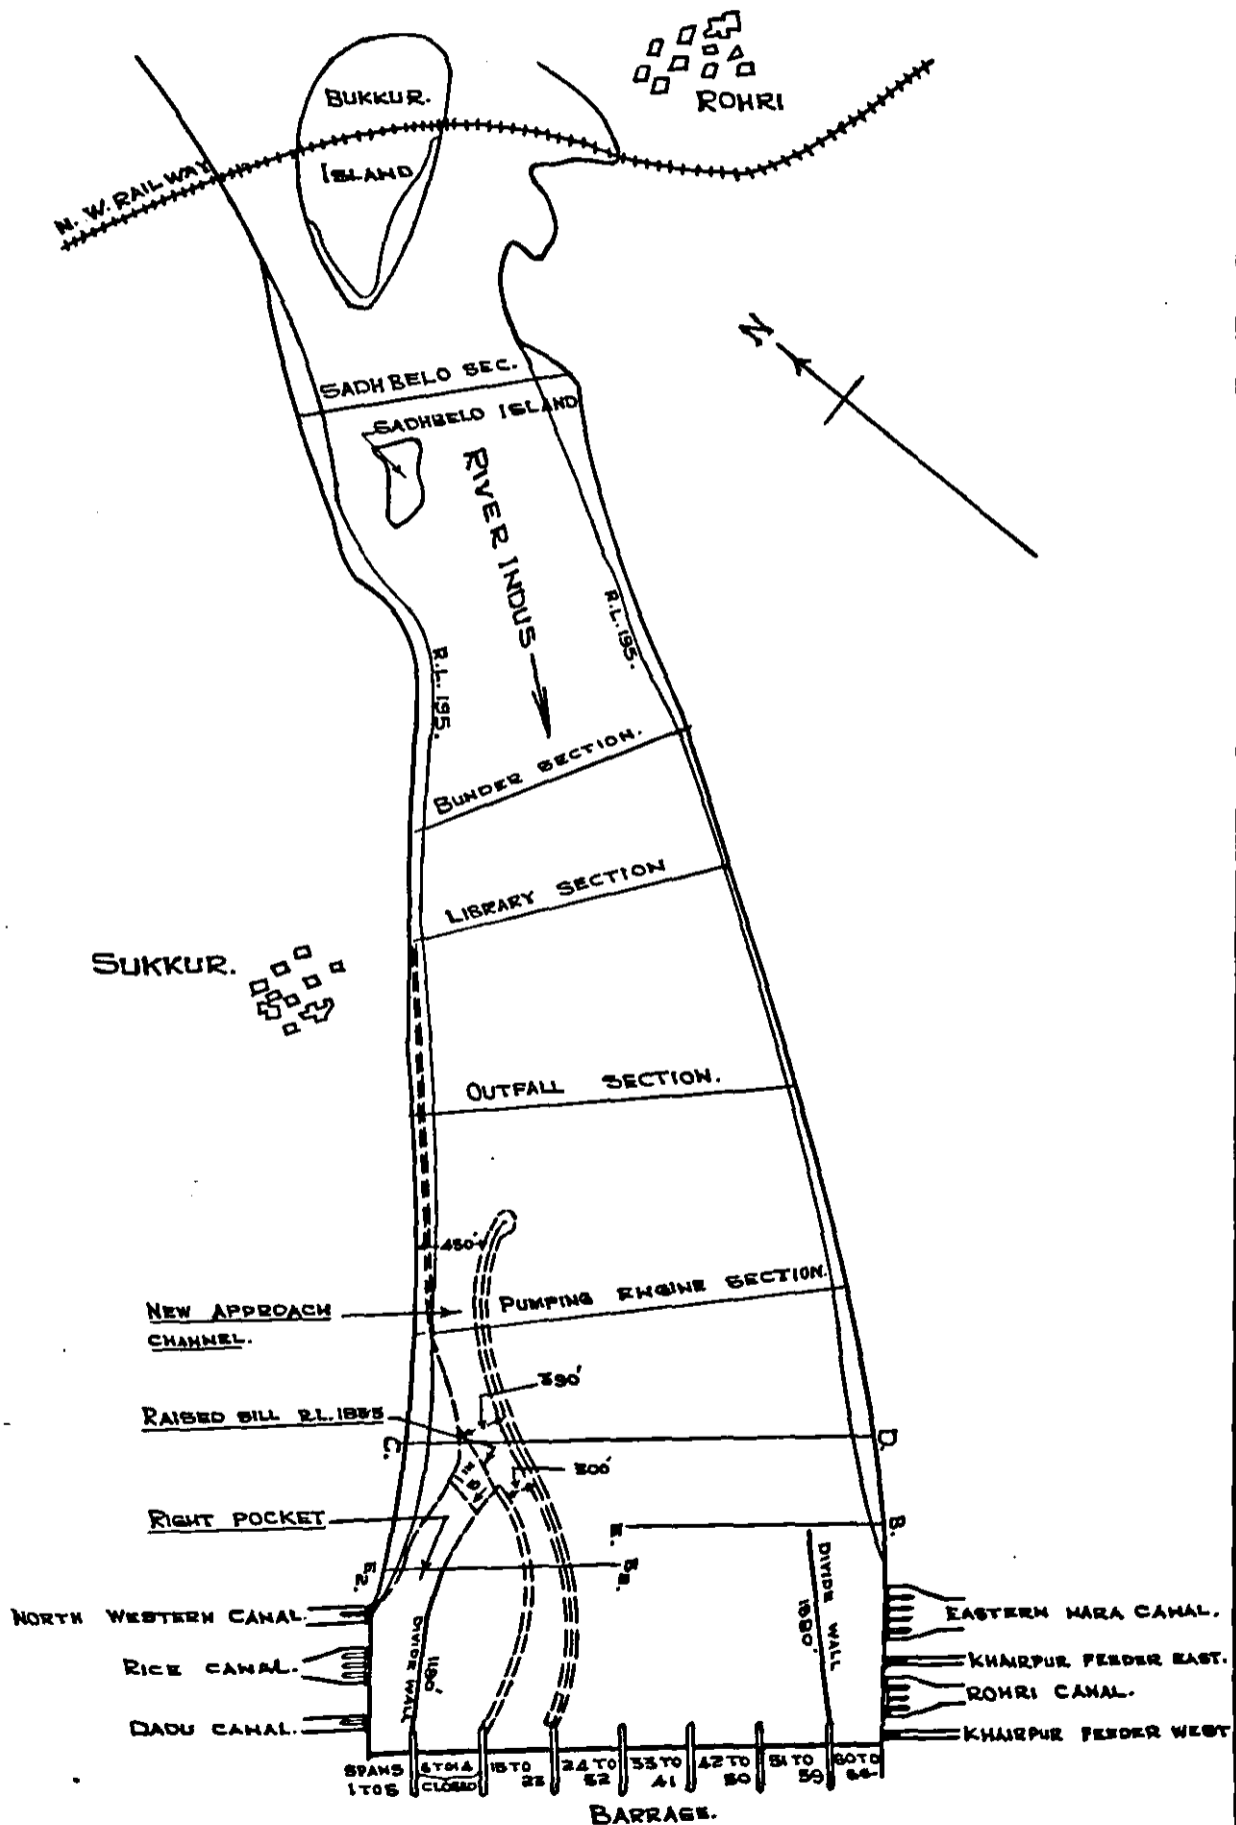 BUKKUR.
ISLAND
ROHRI
N. W. RAILWAY
N
SADHBELO SEC.
SADHBELO ISLAND
RIVER INDUS
R.L. 195.
R.L. 195.
BUNDER SECTION.
LIBRARY SECTION
SUKKUR.
OUTFALL SECTION.
450'
NEW APPROACH
CHANNEL.
PUMPING ENGINE SECTION.
390'
RAISED SILL R.L.
C.
D.
300'
RIGHT POCKET
B.
E2.
DIVIDE WALL
1880'
NORTH WESTERN CANAL.
EASTERN NARA CANAL.
RICE CANAL.
DIVIDE WALL
1180'
KHAIRPUR FEEDER EAST.
ROHRI CANAL.
DADU CANAL.
KHAIRPUR FEEDER WEST
SPANS
1 TO 5
6 TO 14
CLOSED
15 TO
23
24 TO
32
33 TO
41
42 TO
50
51 TO
59
60 TO
BARRAGE.